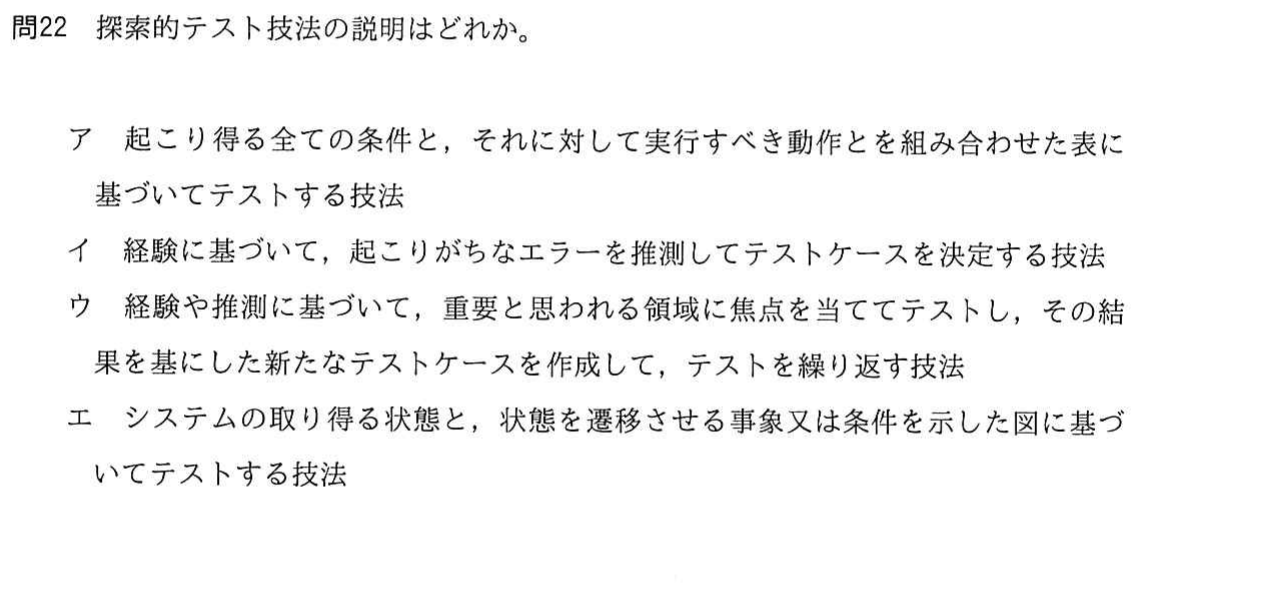 問22　探索的テスト技法の説明はどれか。
ア　起こり得る全ての条件と，それに対して実行すべき動作とを組み合わせた表に
基づいてテストする技法
イ　経験に基づいて，起こりがちなエラーを推測してテストケースを決定する技法
ウ　経験や推測に基づいて，重要と思われる領域に焦点を当ててテストし，その結
果を基にした新たなテストケースを作成して，テストを繰り返す技法
エ　システムの取り得る状態と，状態を遷移させる事象又は条件を示した図に基づ
いてテストする技法